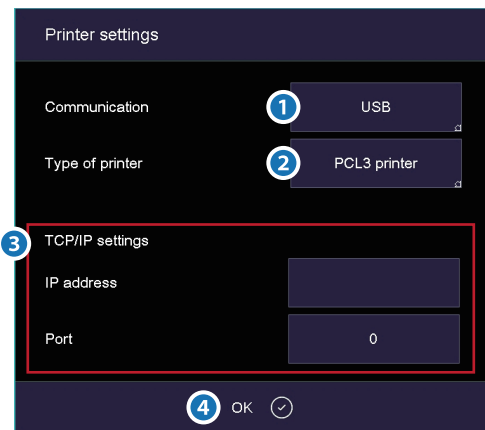 Printer settings
Communication 1 USB
Type of printer 2 PCL3 printer
3 TCP/IP settings
IP address
Port 0
4 OK